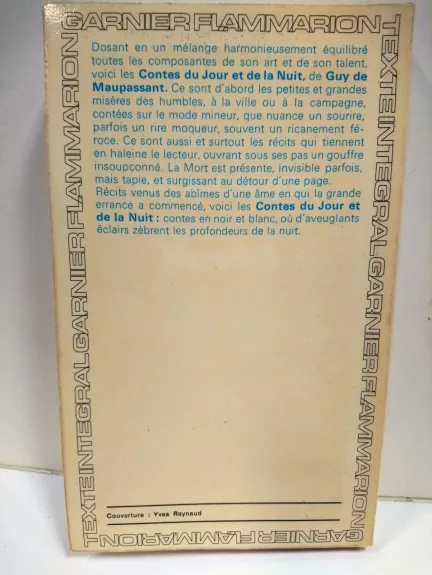 GARNIER FLAMMARION
TEXTE INTEGRAL GARNIER FLAMMARION
Dosant en un mélange harmonieusement équilibré
toutes les composantes de son art et de son talent,
voici les Contes du Jour et de la Nuit, de Guy de
Maupassant. Ce sont d'abord les petites et grandes
misères des humbles, à la ville ou à la campagne,
contées sur le mode mineur, que nuance un sourire,
parfois un rire moqueur, souvent un ricanement fé-
roce. Ce sont aussi et surtout les récits qui tiennent
en haleine le lecteur, ouvrant sous ses pas un gouffre
insoupçonné. La Mort est présente, invisible parfois,
mais tapie, et surgissant au détour d'une page.
Récits venus des abîmes d'une âme en qui la grande
errance a commencé, voici les Contes du Jour et
de la Nuit : contes en noir et blanc, où d'aveuglants
éclairs zèbrent les profondeurs de la nuit.
Couverture : Yves Raynaud
TEXTE INTEGRAL GARNIER FLAMMARION
GARNIER FLAMMARION